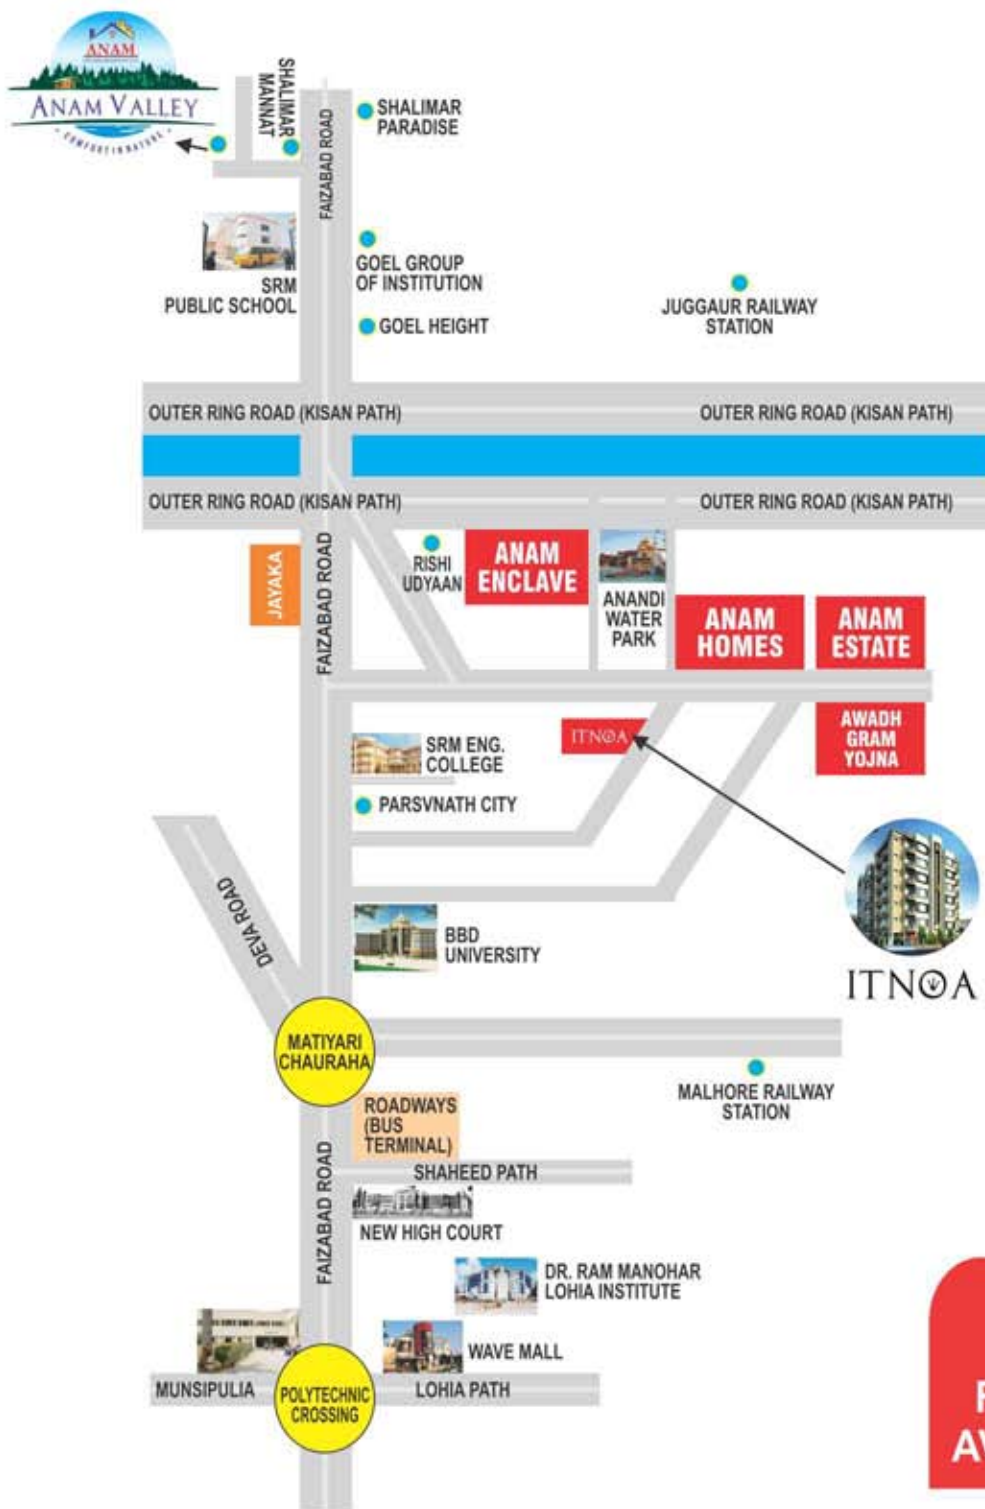 ANAM
ANAM VALLEY
COMFORT IN NATURE
SHALIMAR
MANNAT
FAIZABAD ROAD
SHALIMAR
PARADISE
SRM
PUBLIC SCHOOL
GOEL GROUP
OF INSTITUTION
GOEL HEIGHT
JUGGAUR RAILWAY
STATION
OUTER RING ROAD (KISAN PATH)
OUTER RING ROAD (KISAN PATH)
OUTER RING ROAD (KISAN PATH)
OUTER RING ROAD (KISAN PATH)
JAYAKA
FAIZABAD ROAD
RISHI
UDYAAN
ANAM
ENCLAVE
ANANDI
WATER
PARK
ANAM
HOMES
ANAM
ESTATE
ITNOA
AWADH
GRAM
YOJNA
SRM ENG.
COLLEGE
PARSVNATH CITY
DEVA ROAD
BBD
UNIVERSITY
ITNOA
MATIYARI
CHAURAHA
MALHORE RAILWAY
STATION
ROADWAYS
(BUS
TERMINAL)
SHAHEED PATH
FAIZABAD ROAD
NEW HIGH COURT
DR. RAM MANOHAR
LOHIA INSTITUTE
WAVE MALL
MUNSIPULIA
POLYTECHNIC
CROSSING
LOHIA PATH